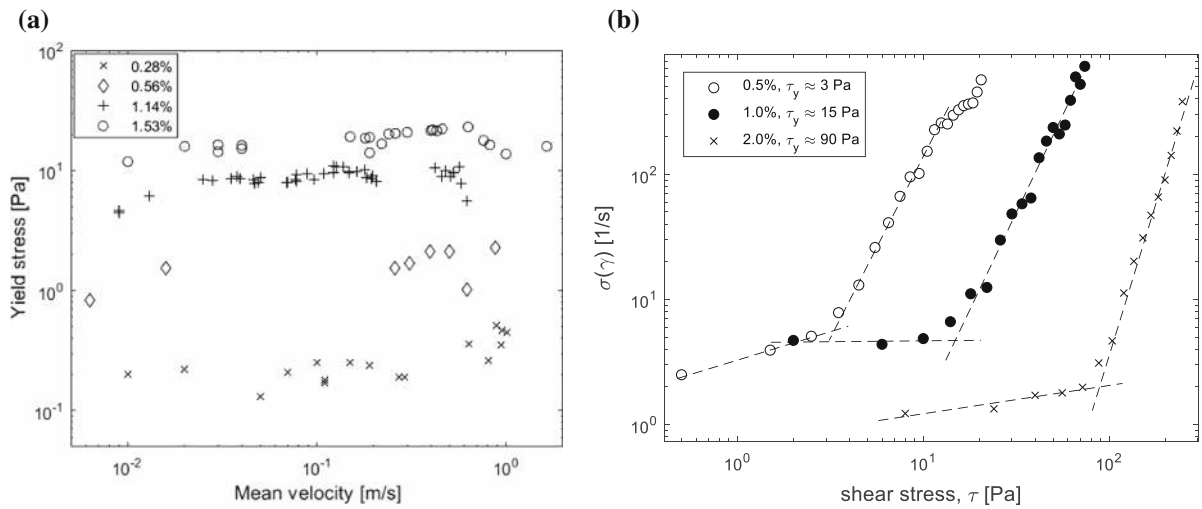 (a)
10^2
10^1
10^0
10^-1
Yield stress [Pa]
× 0.28%
◇ 0.56%
+ 1.14%
○ 1.53%
10^-2
10^-1
10^0
Mean velocity [m/s]
(b)
10^2
10^1
10^0
σ(γ) [1/s]
○ 0.5%, τ_y ≈ 3 Pa
● 1.0%, τ_y ≈ 15 Pa
× 2.0%, τ_y ≈ 90 Pa
10^0
10^1
10^2
shear stress, τ [Pa]